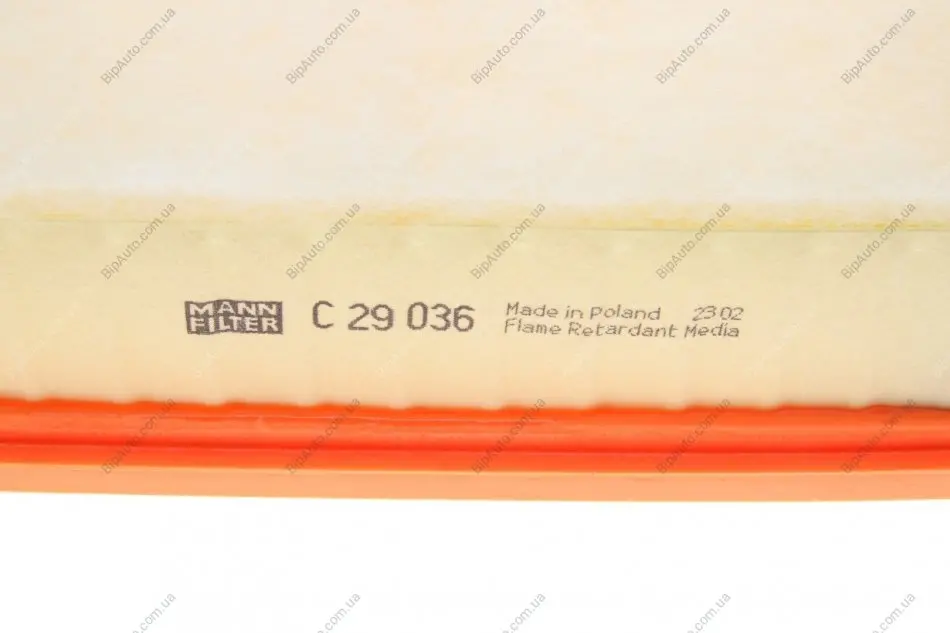 MANN
FILTER
C 29 036
Made in Poland 23 02
Flame Retardant Media
BipAuto.com.ua